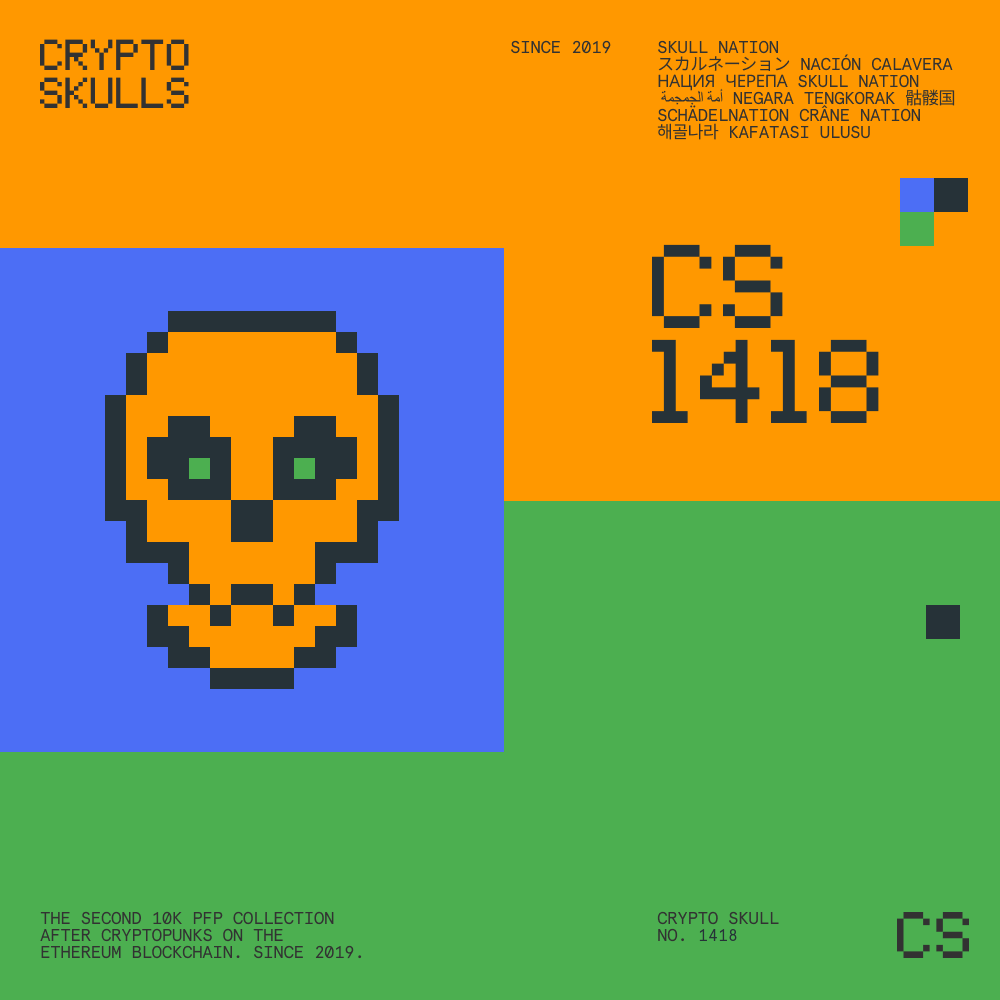 CRYPTO
SKULLS
SINCE 2019
SKULL NATION
スカルネーション NACIÓN CALAVERA
НАЦИЯ ЧЕРЕПА SKULL NATION
أمة الجمجمة NEGARA TENGKORAK 骷髅国
SCHÄDELNATION CRÂNE NATION
해골나라 KAFATASI ULUSU
CS
1418
THE SECOND 10K PFP COLLECTION
AFTER CRYPTOPUNKS ON THE
ETHEREUM BLOCKCHAIN. SINCE 2019.
CRYPTO SKULL
NO. 1418
CS